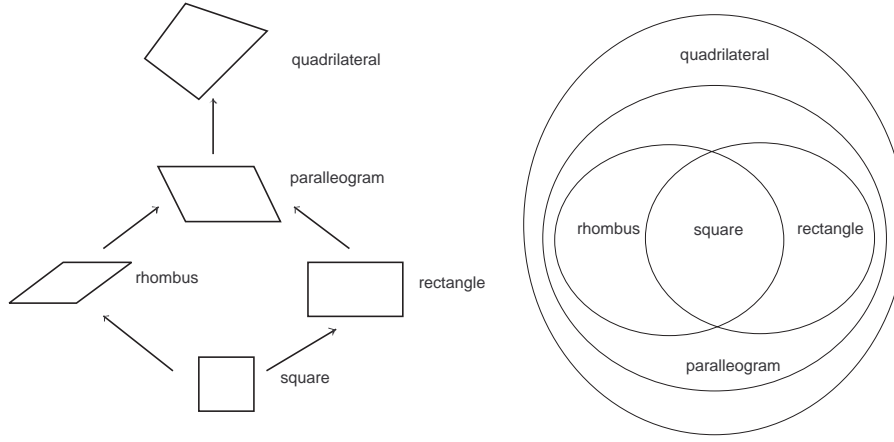 quadrilateral
paralleogram
rhombus
rectangle
square
quadrilateral
rhombus
square
rectangle
paralleogram